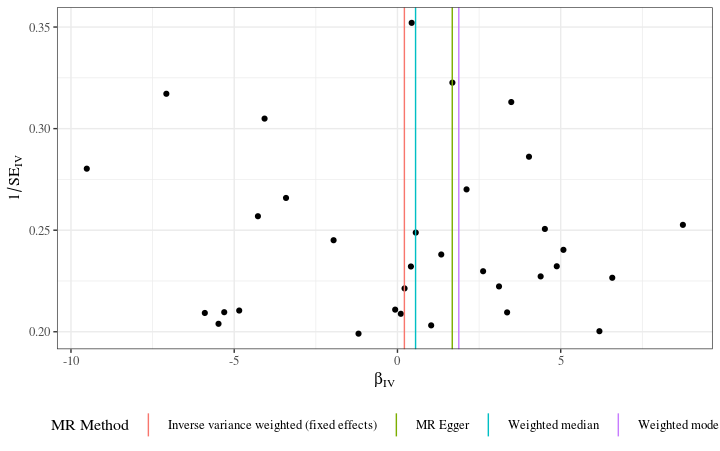 0.35
0.30
0.25
0.20
1/SE_IV
-10 -5 0 5
β_IV
MR Method Inverse variance weighted (fixed effects) MR Egger Weighted median Weighted mode